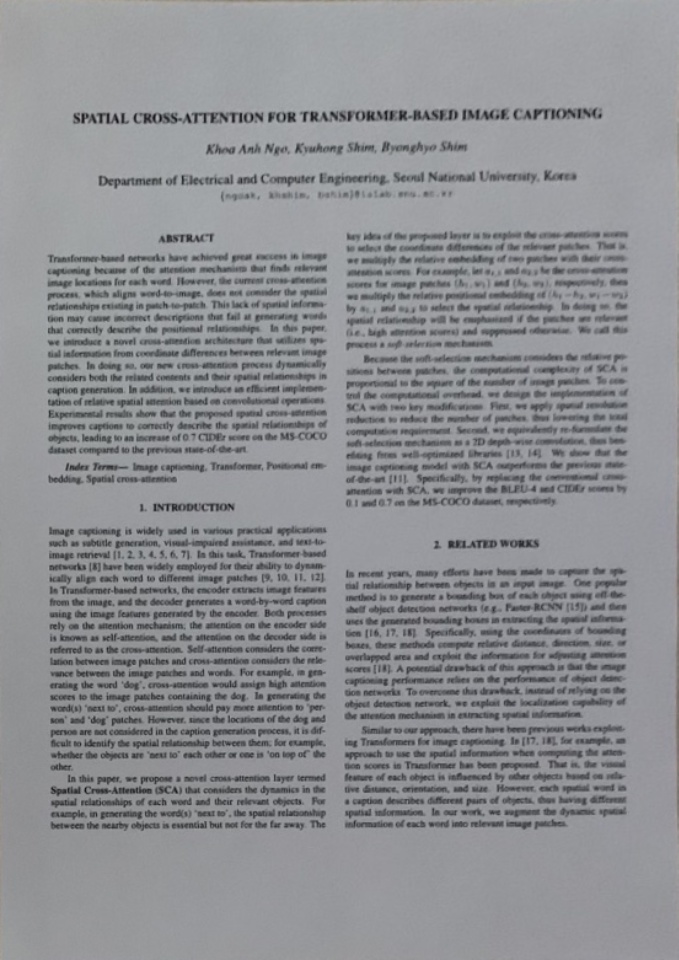 SPATIAL CROSS-ATTENTION FOR TRANSFORMER-BASED IMAGE CAPTIONING
Khoa Anh Ngo, Kyuhong Shim, Byonghyo Shim
Department of Electrical and Computer Engineering, Seoul National University, Korea
{ngoak, khshim, bshim}@islab.snu.ac.kr
ABSTRACT
Transformer-based networks have achieved great success in image
captioning because of the attention mechanism that finds relevant
image locations for each word. However, the current cross-attention
process, which aligns word-to-image, does not consider the spatial
relationships existing in patch-to-patch. This lack of spatial informa-
tion may cause incorrect descriptions that fail at generating words
that correctly describe the positional relationships. In this paper,
we introduce a novel cross-attention architecture that utilizes spa-
tial information from coordinate differences between relevant image
patches. In doing so, our new cross-attention process dynamically
considers both the related contents and their spatial relationships in
caption generation. In addition, we introduce an efficient implemen-
tation of relative spatial attention based on convolutional operations.
Experimental results show that the proposed spatial cross-attention
improves captions to correctly describe the spatial relationships of
objects, leading to an increase of 0.7 CIDEr score on the MS-COCO
dataset compared to the previous state-of-the-art.
Index Terms— Image captioning, Transformer, Positional em-
bedding, Spatial cross-attention
1. INTRODUCTION
Image captioning is widely used in various practical applications
such as subtitle generation, visual-impaired assistance, and text-to-
image retrieval [1, 2, 3, 4, 5, 6, 7]. In this task, Transformer-based
networks [8] have been widely employed for their ability to dynam-
ically align each word to different image patches [9, 10, 11, 12].
In Transformer-based networks, the encoder extracts image features
from the image, and the decoder generates a word-by-word caption
using the image features generated by the encoder. Both processes
rely on the attention mechanism; the attention on the encoder side
is known as self-attention, and the attention on the decoder side is
referred to as the cross-attention. Self-attention considers the corre-
lation between image patches and cross-attention considers the rele-
vance between the image patches and words. For example, in gen-
erating the word 'dog', cross-attention would assign high attention
scores to the image patches containing the dog. In generating the
word(s) 'next to', cross-attention should pay more attention to 'per-
son' and 'dog' patches. However, since the locations of the dog and
person are not considered in the caption generation process, it is dif-
ficult to identify the spatial relationship between them; for example,
whether the objects are 'next to' each other or one is 'on top of' the
other.
In this paper, we propose a novel cross-attention layer termed
Spatial Cross-Attention (SCA) that considers the dynamics in the
spatial relationships of each word and their relevant objects. For
example, in generating the word(s) 'next to', the spatial relationship
between the nearby objects is essential but not for the far away. The
key idea of the proposed layer is to exploit the cross-attention scores
to select the coordinate differences of the relevant patches. That is,
we multiply the relative embedding of two patches with their cross-
attention scores. For example, let and be the cross-attention
scores for image patches (h₁, w₁) and (h₂, w₂), respectively, then
we multiply the relative positional embedding of (h₁ − h₂, w₁ − w₂)
by and to select the spatial relationship. In doing so, the
spatial relationship will be emphasized if the patches are relevant
(i.e., high attention scores) and suppressed otherwise. We call this
process a soft-selection mechanism.
Because the soft-selection mechanism considers the relative po-
sitions between patches, the computational complexity of SCA is
proportional to the square of the number of image patches. To con-
trol the computational overhead, we design the implementation of
SCA with two key modifications. First, we apply spatial resolution
reduction to reduce the number of patches, thus lowering the total
computation requirement. Second, we equivalently re-formulate the
soft-selection mechanism as a 2D depth-wise convolution, thus ben-
efiting from well-optimized libraries [13, 14]. We show that the
image captioning model with SCA outperforms the previous state-
of-the-art [11]. Specifically, by replacing the conventional cross-
attention with SCA, we improve the BLEU-4 and CIDEr scores by
0.1 and 0.7 on the MS-COCO dataset, respectively.
2. RELATED WORKS
In recent years, many efforts have been made to capture the spa-
tial relationship between objects in an input image. One popular
method is to generate a bounding box of each object using off-the-
shelf object detection networks (e.g., Faster-RCNN [15]) and then
uses the generated bounding boxes in extracting the spatial informa-
tion [16, 17, 18]. Specifically, using the coordinates of bounding
boxes, these methods compute relative distance, direction, size, or
overlapped area and exploit the information for adjusting attention
scores [18]. A potential drawback of this approach is that the image
captioning performance relies on the performance of object detec-
tion networks. To overcome this drawback, instead of relying on the
object detection network, we exploit the localization capability of
the attention mechanism in extracting spatial information.
Similar to our approach, there have been previous works exploit-
ing Transformers for image captioning. In [17, 18], for example, an
approach to use the spatial information when computing the atten-
tion scores in Transformer has been proposed. That is, the visual
feature of each object is influenced by other objects based on rela-
tive distance, orientation, and size. However, each spatial word in
a caption describes different pairs of objects, thus having different
spatial information. In our work, we augment the dynamic spatial
information of each word into relevant image patches.